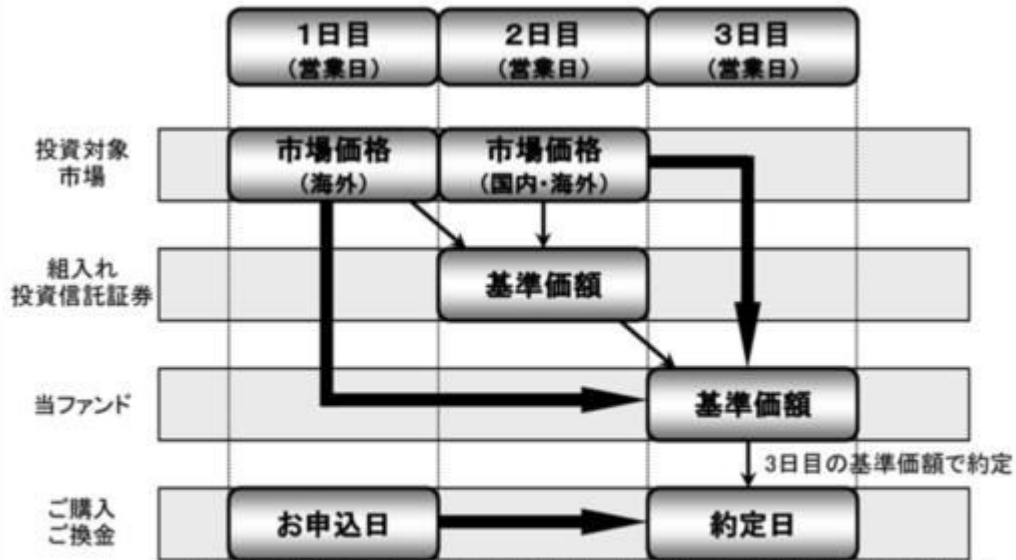 1日目
(営業日)
2日目
(営業日)
3日目
(営業日)
投資対象
市場
市場価格
(海外)
市場価格
(国内・海外)
組入れ
投資信託証券
基準価額
当ファンド
基準価額
3日目の基準価額で約定
ご購入
ご換金
お申込日
約定日